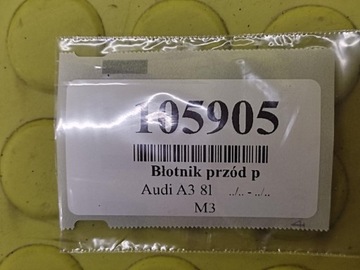 105905
Błotnik przód p
Audi A3 8l ../.. - ../..
M3